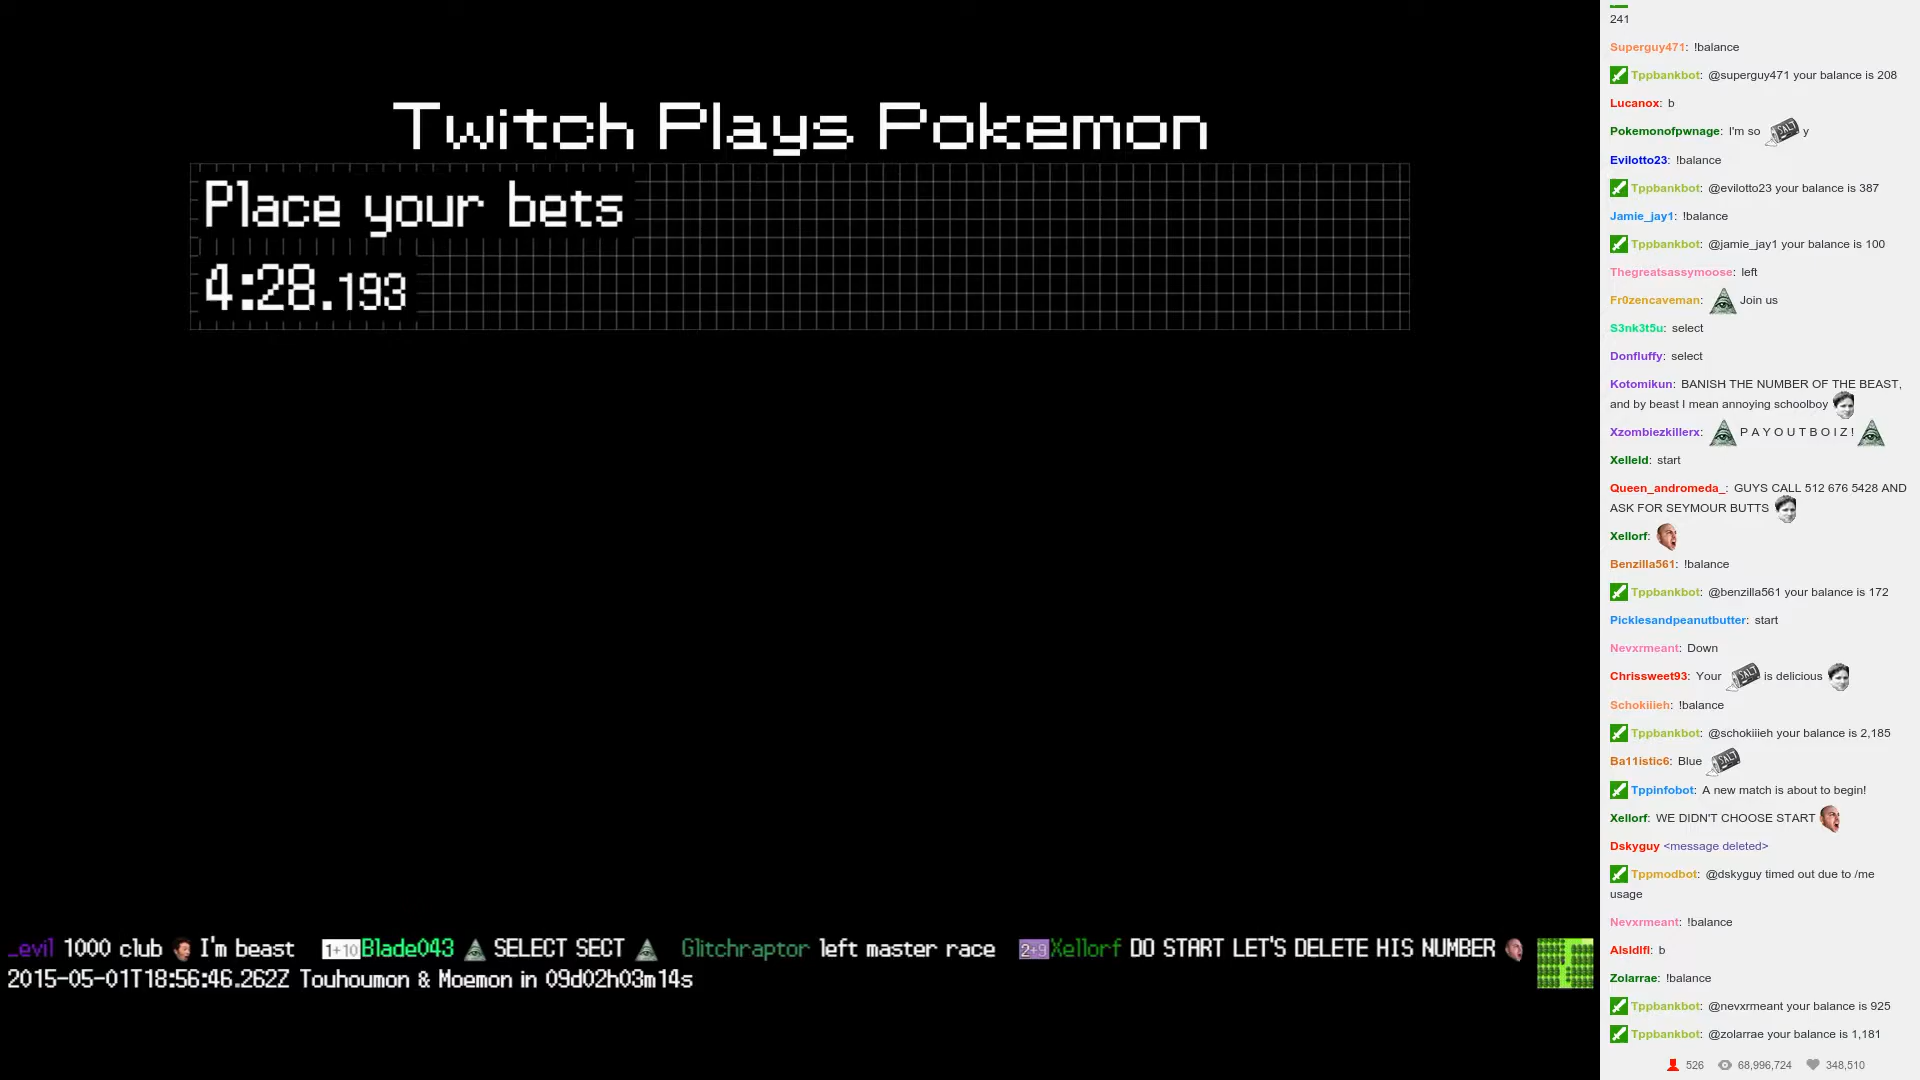 Twitch Plays Pokemon
Place your bets
4:28.193
_evil 1000 club I'm beast 1+10 Blade043 SELECT SECT Glitchraptor left master race 2+9 Xellorf DO START LET'S DELETE HIS NUMBER
2015-05-01T18:56:46.262Z Touhoumon & Moemon in 09d02h03m14s
241
Superguy471: !balance
Tppbankbot: @superguy471 your balance is 208
Lucanox: b
Pokemonofpwnage: I'm so SALT y
Evilotto23: !balance
Tppbankbot: @evilotto23 your balance is 387
Jamie_jay1: !balance
Tppbankbot: @jamie_jay1 your balance is 100
Thegreatsassymoose: left
Fr0zencaveman: Join us
S3nk3t5u: select
Donfluffy: select
Kotomikun: BANISH THE NUMBER OF THE BEAST,
and by beast I mean annoying schoolboy
Xzombiezkillerx: P A Y O U T B O I Z !
Xelleld: start
Queen_andromeda_: GUYS CALL 512 676 5428 AND
ASK FOR SEYMOUR BUTTS
Xellorf:
Benzilla561: !balance
Tppbankbot: @benzilla561 your balance is 172
Picklesandpeanutbutter: start
Nevxrmeant: Down
Chrissweet93: Your SALT is delicious
Schokiiieh: !balance
Tppbankbot: @schokiiieh your balance is 2,185
Ba11istic6: Blue SALT
Tppinfobot: A new match is about to begin!
Xellorf: WE DIDN'T CHOOSE START
Dskyguy <message deleted>
Tppmodbot: @dskyguy timed out due to /me
usage
Nevxrmeant: !balance
Alsldlfl: b
Zolarrae: !balance
Tppbankbot: @nevxrmeant your balance is 925
Tppbankbot: @zolarrae your balance is 1,181
526 68,996,724 348,510